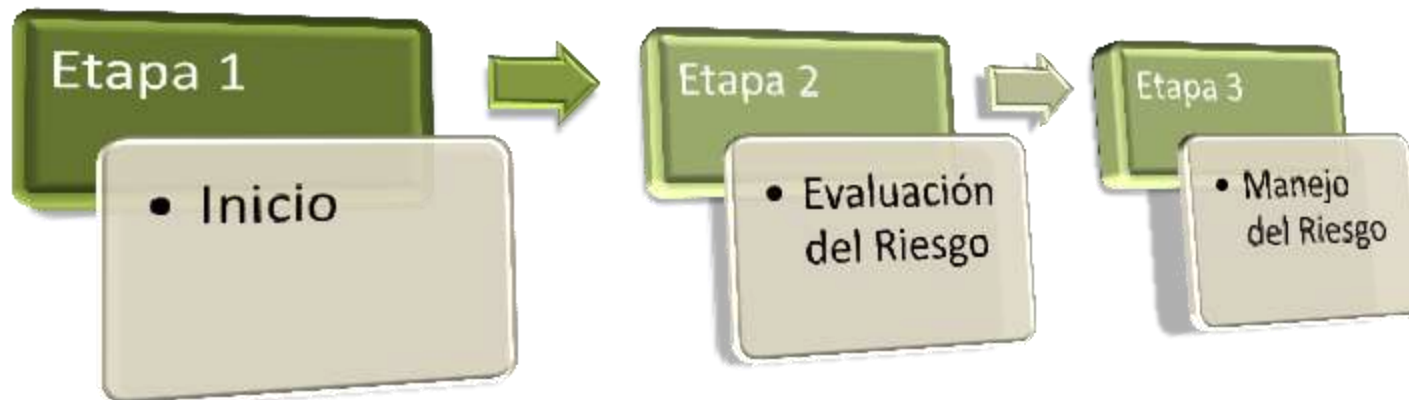 Etapa 1
• Inicio
Etapa 2
• Evaluación
del Riesgo
Etapa 3
• Manejo
del Riesgo